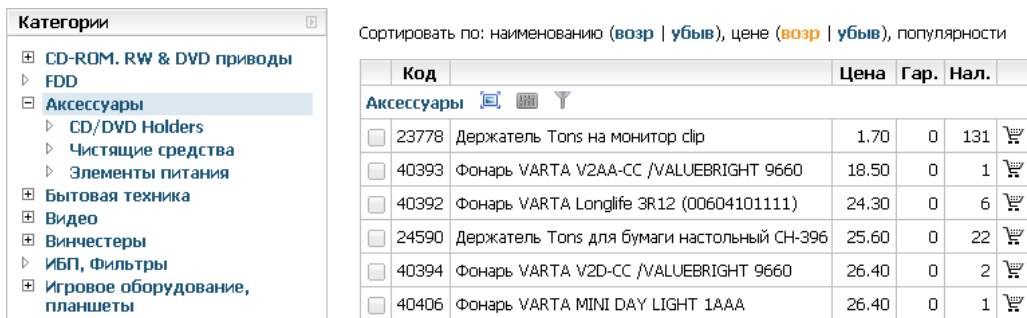 Категории
CD-ROM. RW & DVD приводы
FDD
Аксессуары
CD/DVD Holders
Чистящие средства
Элементы питания
Бытовая техника
Видео
Винчестеры
ИБП, Фильтры
Игровое оборудование,
планшеты
Сортировать по: наименованию (возр | убыв), цене (возр | убыв), популярности
Код Цена Гар. Нал.
Аксессуары
23778 Держатель Tons на монитор clip 1.70 0 131
40393 Фонарь VARTA V2AA-CC /VALUEBRIGHT 9660 18.50 0 1
40392 Фонарь VARTA Longlife 3R12 (00604101111) 24.30 0 6
24590 Держатель Tons для бумаги настольный CH-396 25.60 0 22
40394 Фонарь VARTA V2D-CC /VALUEBRIGHT 9660 26.40 0 2
40406 Фонарь VARTA MINI DAY LIGHT 1AAA 26.40 0 1